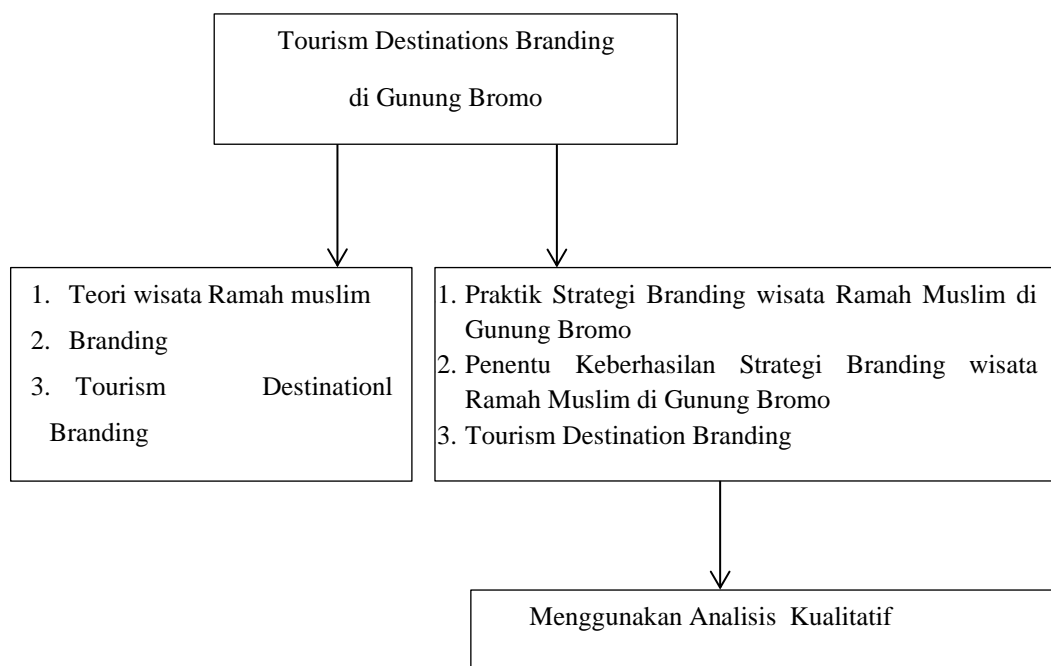 Tourism Destinations Branding
di Gunung Bromo
1. Teori wisata Ramah muslim
2. Branding
3. Tourism Destinationl
Branding
1. Praktik Strategi Branding wisata Ramah Muslim di
Gunung Bromo
2. Penentu Keberhasilan Strategi Branding wisata
Ramah Muslim di Gunung Bromo
3. Tourism Destination Branding
Menggunakan Analisis Kualitatif